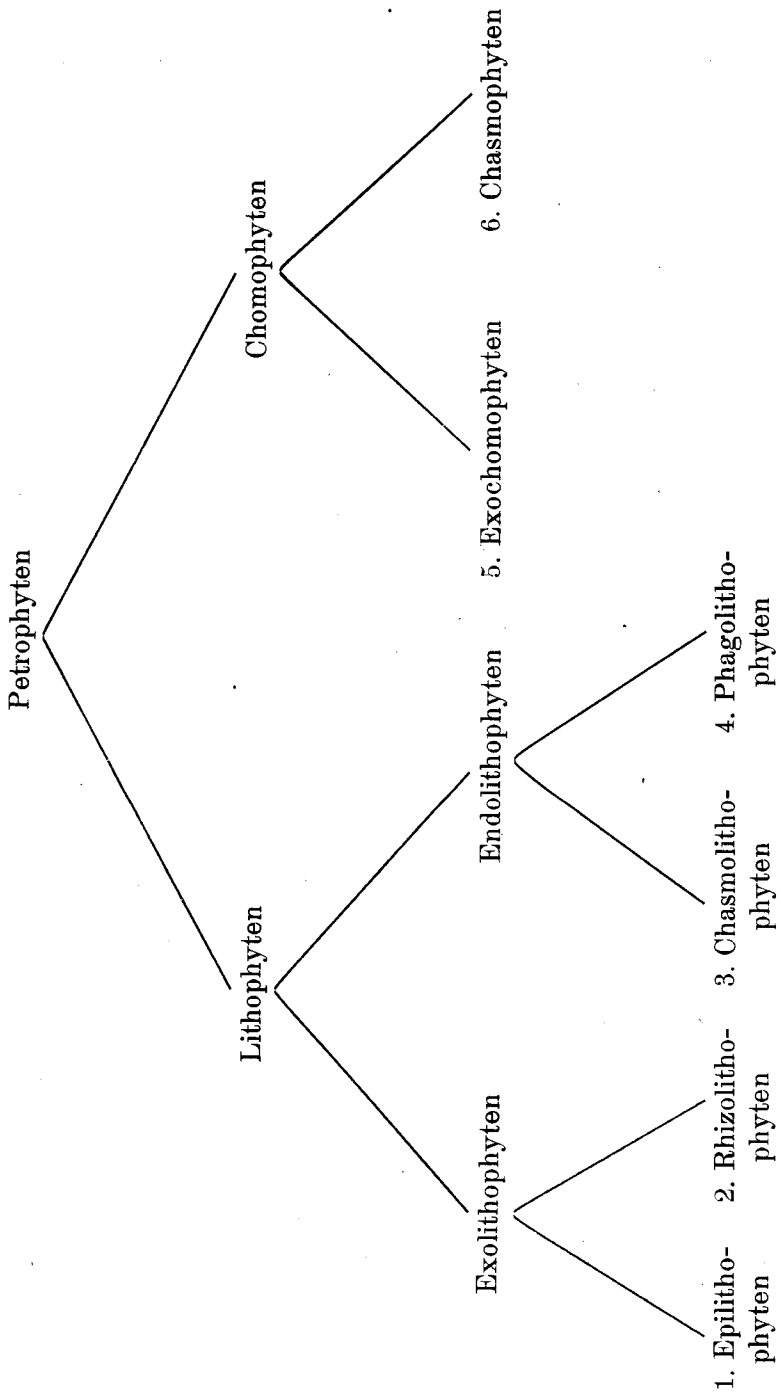 Petrophyten
Lithophyten
Chomophyten
Exolithophyten
Endolithophyten
5. Exochomophyten
6. Chasmophyten
1. Epilitho-
phyten
2. Rhizolitho-
phyten
3. Chasmolitho-
phyten
4. Phagolitho-
phyten